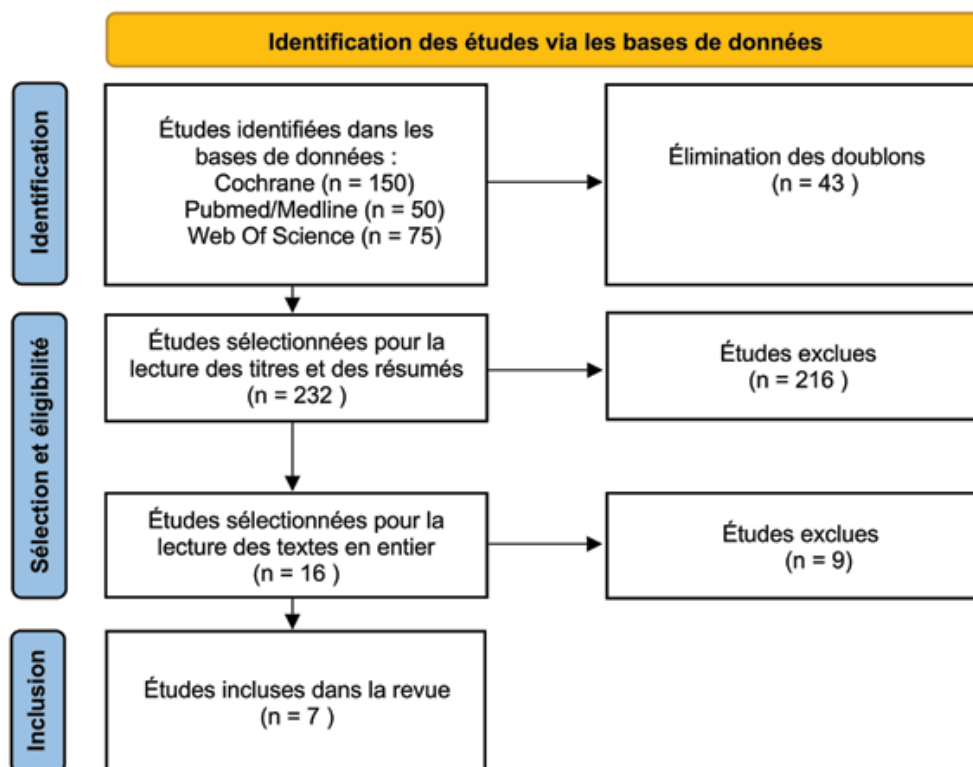 Identification des études via les bases de données
Identification
Études identifiées dans les
bases de données :
Cochrane (n = 150)
Pubmed/Medline (n = 50)
Web Of Science (n = 75)
Élimination des doublons
(n = 43 )
Sélection et éligibilité
Études sélectionnées pour la
lecture des titres et des résumés
(n = 232 )
Études exclues
(n = 216 )
Études sélectionnées pour la
lecture des textes en entier
(n = 16 )
Études exclues
(n = 9)
Inclusion
Études incluses dans la revue
(n = 7 )